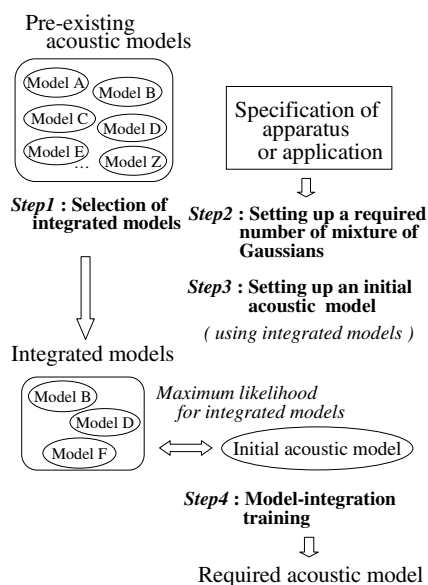 Pre-existing
acoustic models
Model A
Model B
Model C
Model D
Model E
...
Model Z
Specification of
apparatus
or application
Step1 : Selection of
integrated models
Step2 : Setting up a required
number of mixture of
Gaussians
Step3 : Setting up an initial
acoustic model
( using integrated models )
Integrated models
Model B
Model D
Model F
Maximum likelihood
for integrated models
Initial acoustic model
Step4 : Model-integration
training
Required acoustic model